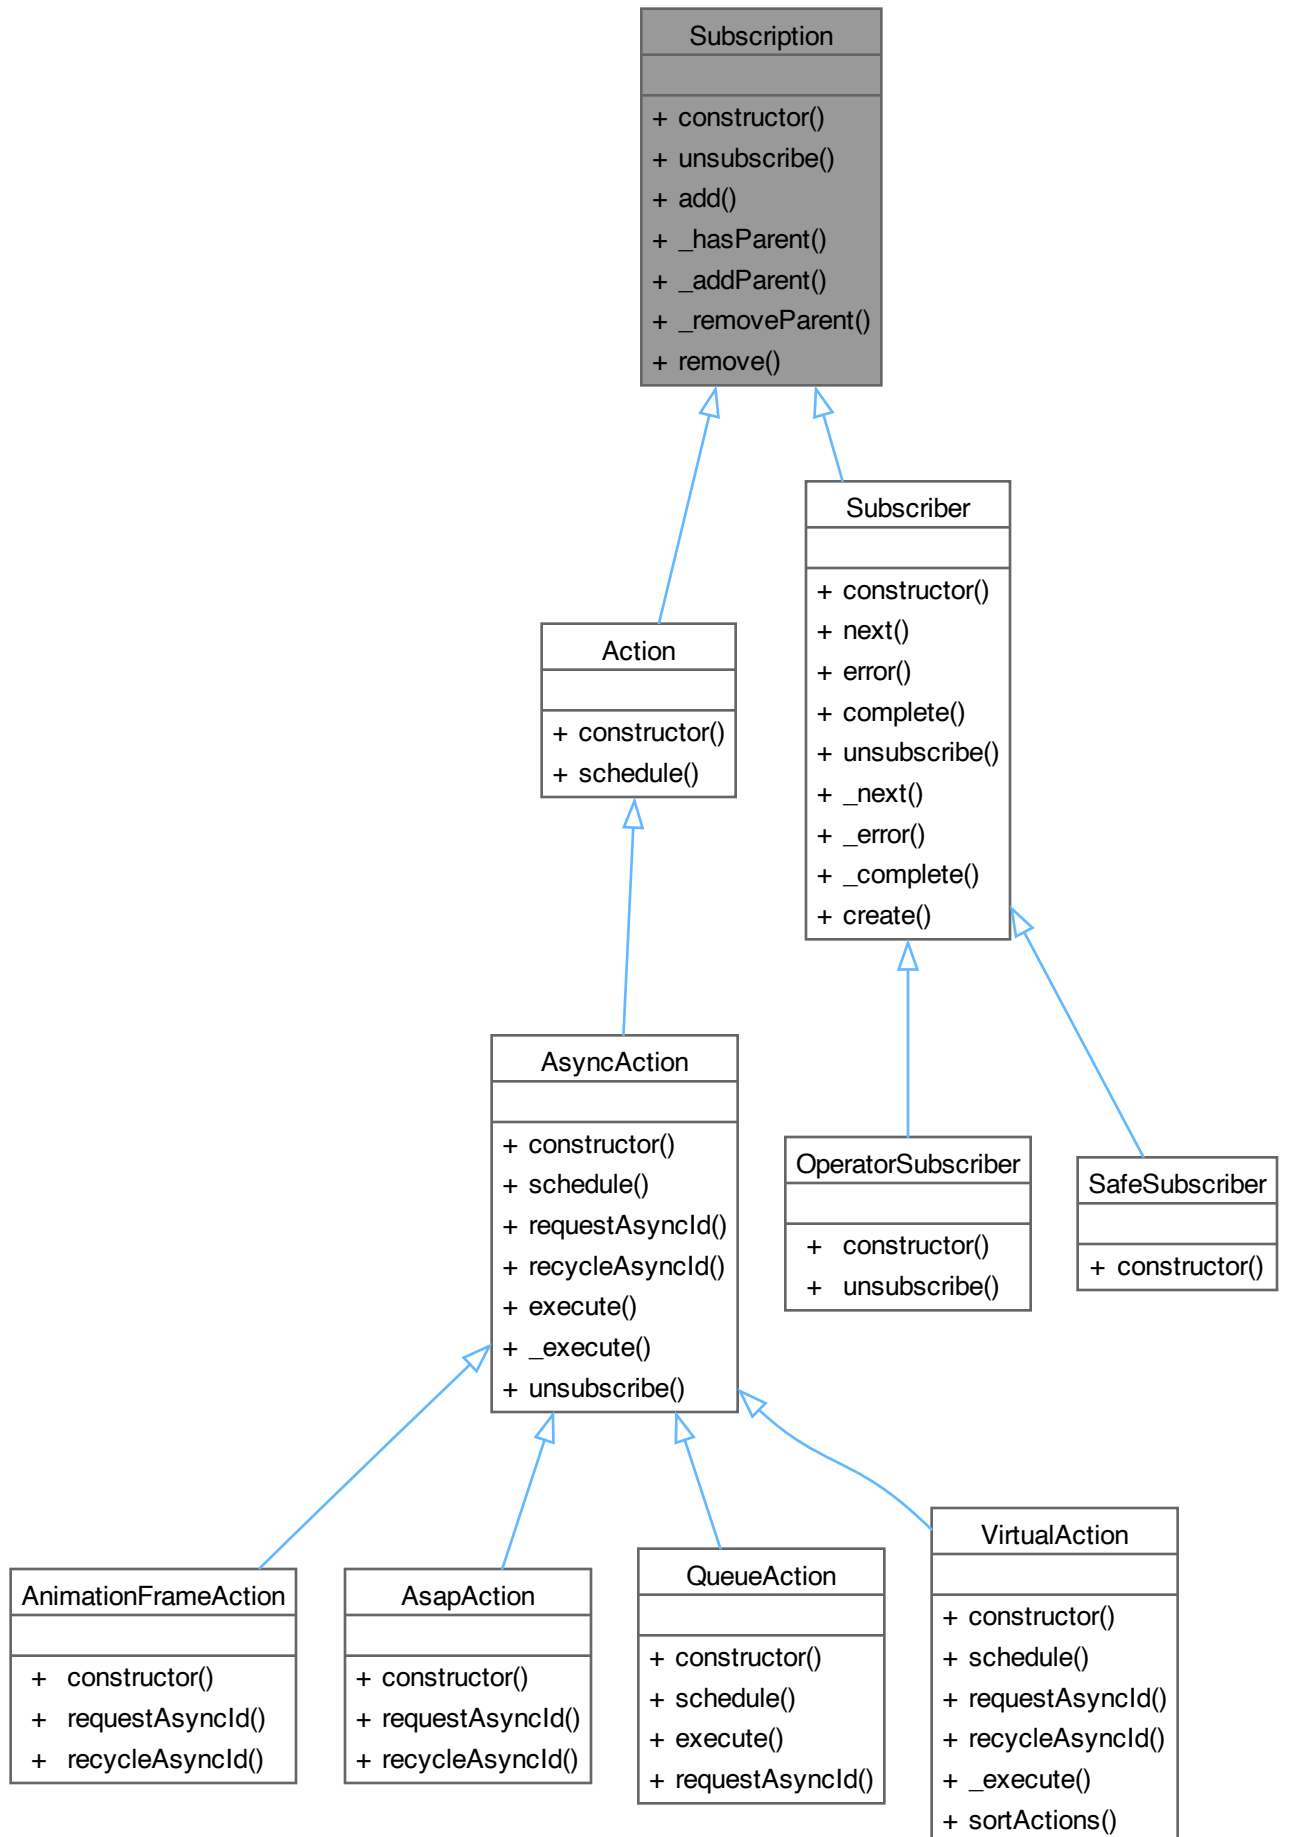 Subscription
+ constructor()
+ unsubscribe()
+ add()
+ _hasParent()
+ _addParent()
+ _removeParent()
+ remove()
Action
+ constructor()
+ schedule()
Subscriber
+ constructor()
+ next()
+ error()
+ complete()
+ unsubscribe()
+ _next()
+ _error()
+ _complete()
+ create()
AsyncAction
+ constructor()
+ schedule()
+ requestAsyncId()
+ recycleAsyncId()
+ execute()
+ _execute()
+ unsubscribe()
OperatorSubscriber
+ constructor()
+ unsubscribe()
SafeSubscriber
+ constructor()
AnimationFrameAction
+ constructor()
+ requestAsyncId()
+ recycleAsyncId()
AsapAction
+ constructor()
+ requestAsyncId()
+ recycleAsyncId()
QueueAction
+ constructor()
+ schedule()
+ execute()
+ requestAsyncId()
VirtualAction
+ constructor()
+ schedule()
+ requestAsyncId()
+ recycleAsyncId()
+ _execute()
+ sortActions()